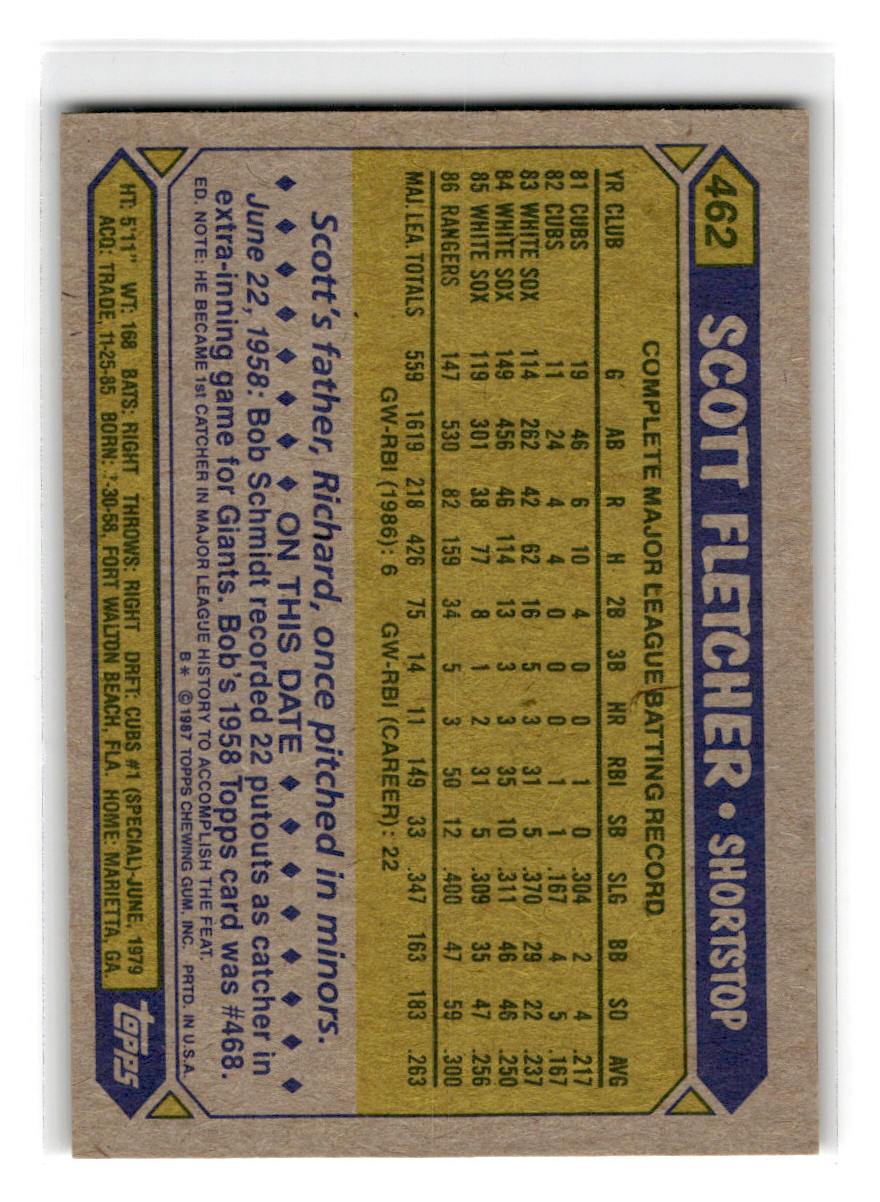 462 SCOTT FLETCHER • SHORTSTOP
COMPLETE MAJOR LEAGUE BATTING RECORD
YR CLUB G AB R H 2B 3B HR RBI SB SLG BB SO AVG
81 CUBS 19 46 6 10 4 0 0 1 0 .304 2 4 .217
82 CUBS 11 24 4 4 0 0 0 1 1 .167 4 5 .167
83 WHITE SOX 114 262 42 62 16 5 3 31 5 .370 29 22 .237
84 WHITE SOX 149 456 46 114 13 3 3 35 10 .311 46 46 .250
85 WHITE SOX 119 301 38 77 8 1 2 31 5 .309 35 47 .256
86 RANGERS 147 530 82 159 34 5 3 50 12 .400 47 59 .300
MAJ. LEA. TOTALS 559 1619 218 426 75 14 11 149 33 .347 163 183 .263
GW-RBI (1986): 6 GW-RBI (CAREER): 22
Scott's father, Richard, once pitched in minors.
ON THIS DATE
June 22, 1958: Bob Schmidt recorded 22 putouts as catcher in
extra-inning game for Giants. Bob's 1958 Topps card was #468.
ED. NOTE: HE BECAME 1st CATCHER IN MAJOR LEAGUE HISTORY TO ACCOMPLISH THE FEAT.
B* © 1987 TOPPS CHEWING GUM, INC. PRTD. IN U.S.A.
HT: 5'11" WT: 168 BATS: RIGHT THROWS: RIGHT DRFT: CUBS #1 (SPECIAL)-JUNE, 1979
ACQ: TRADE, 11-25-85 BORN: 7-30-58, FORT WALTON BEACH, FLA. HOME: MARIETTA, GA.
topps